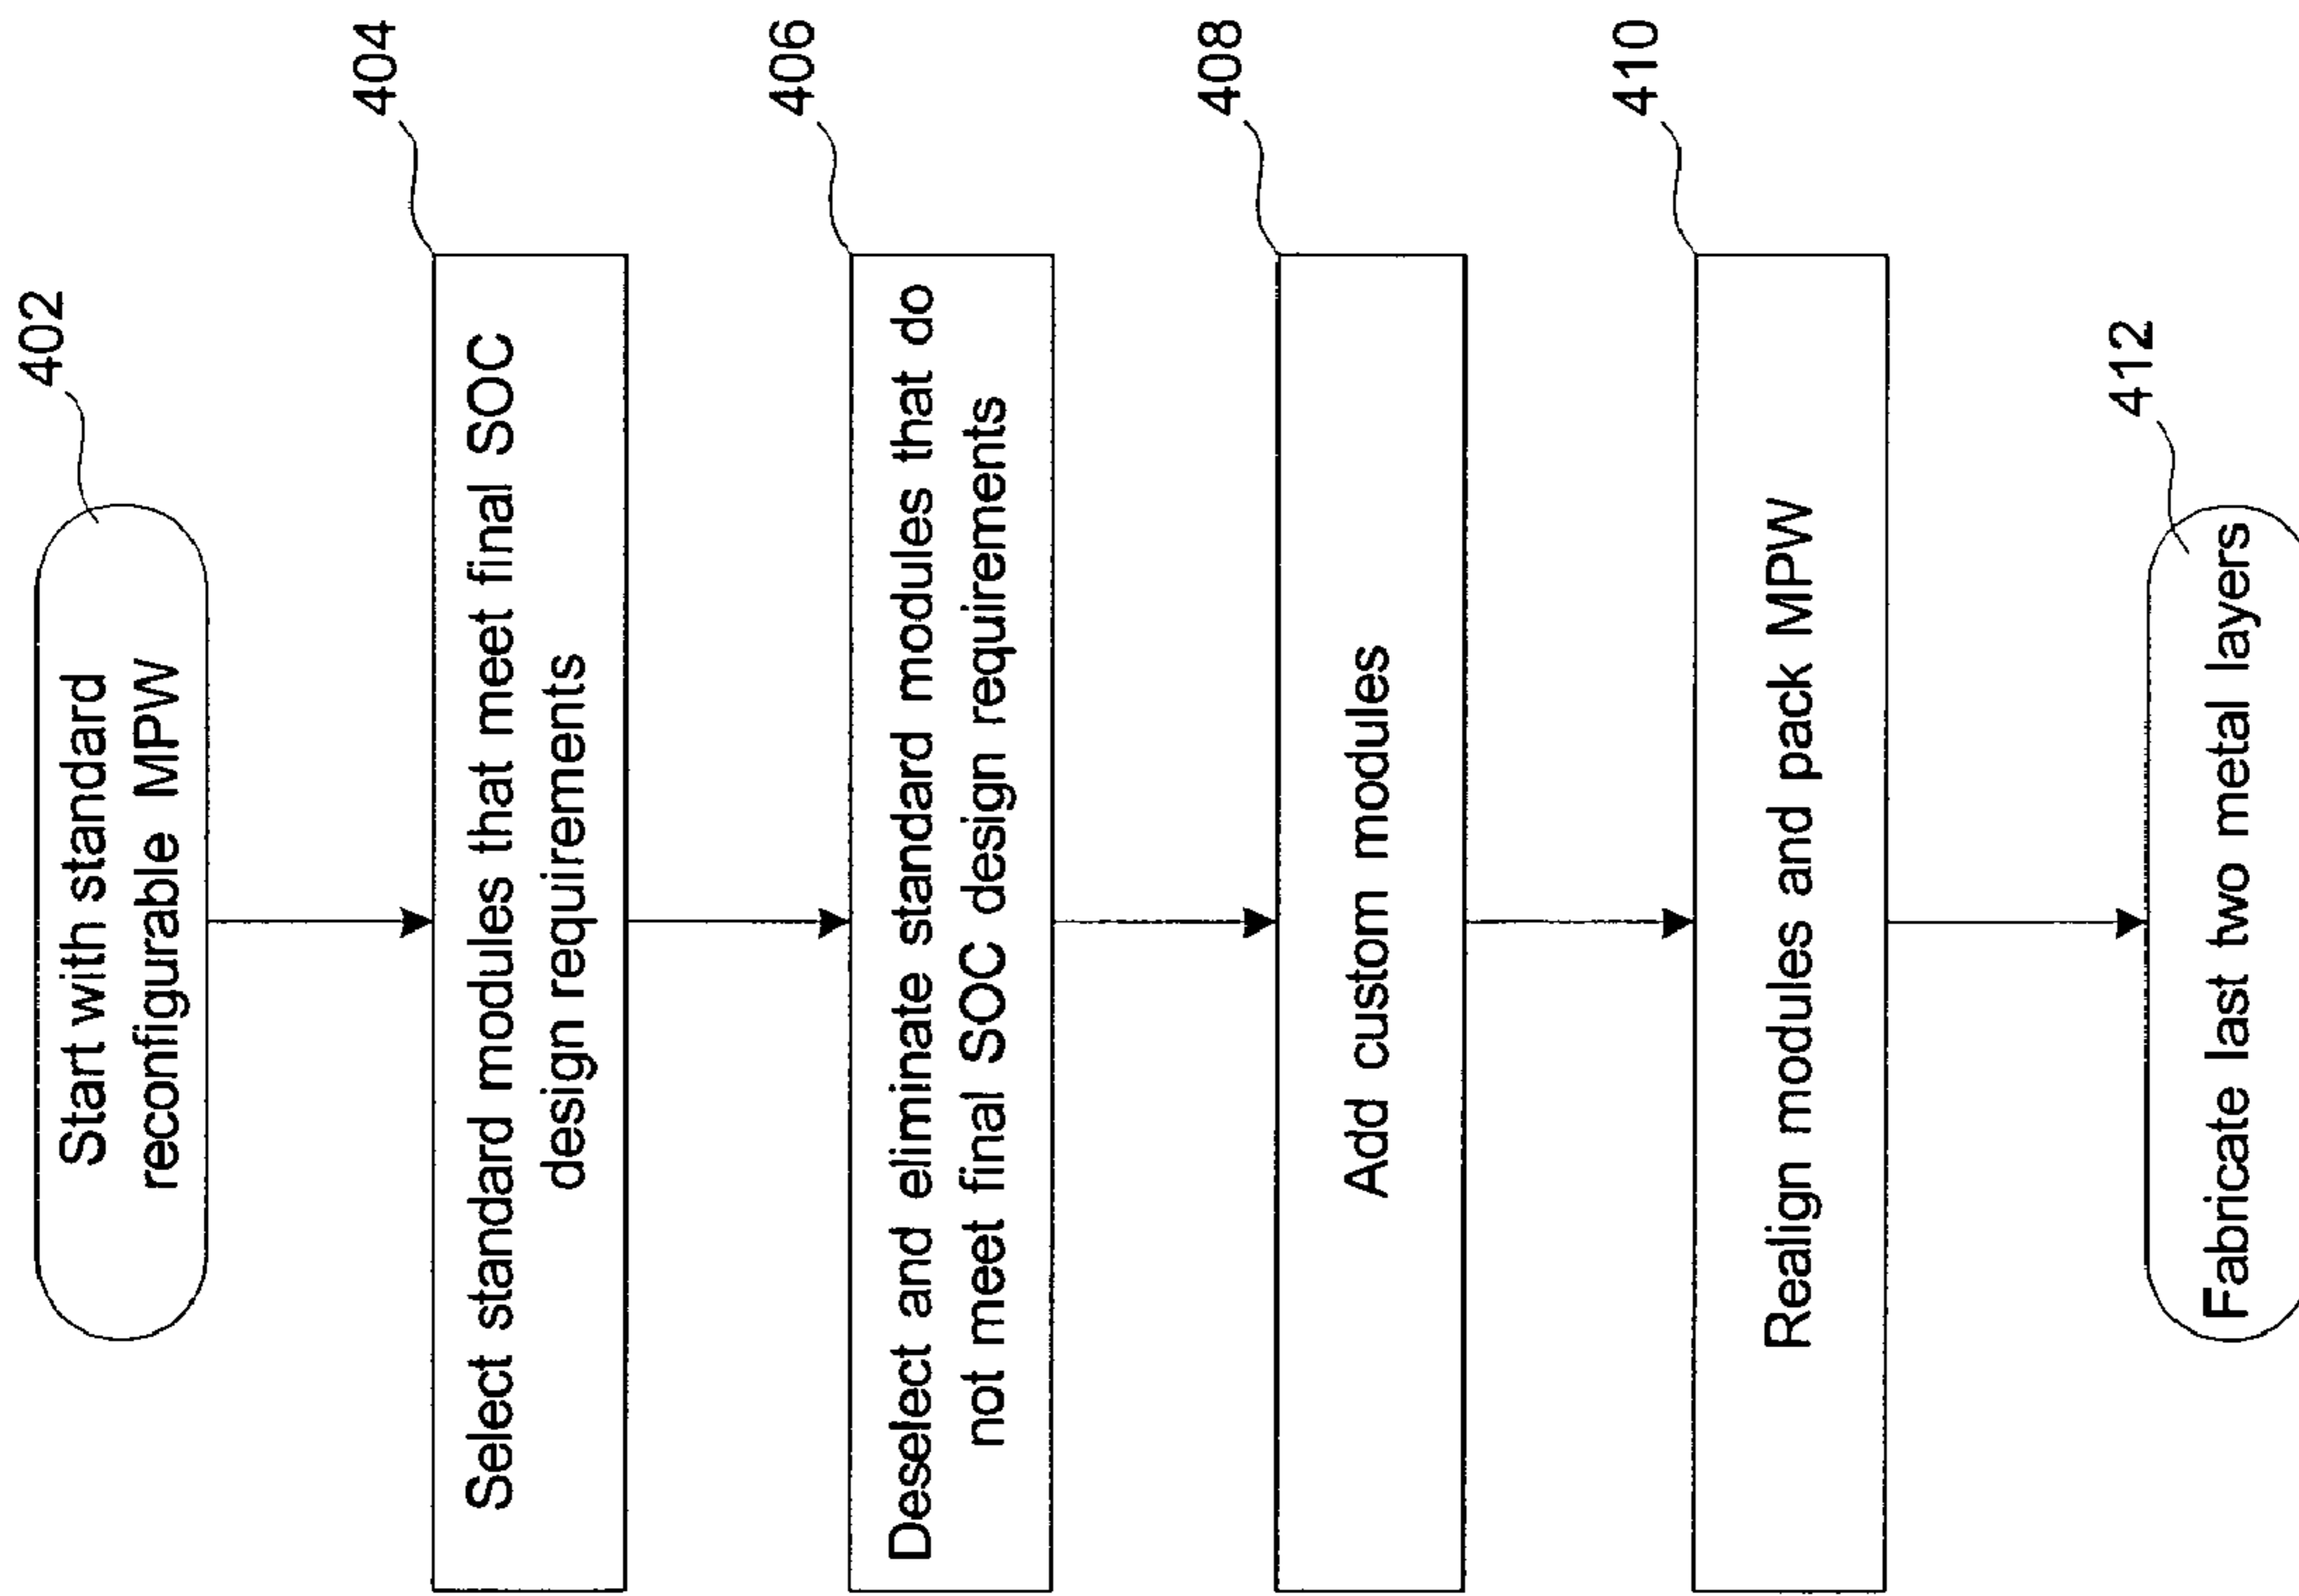 402
Start with standard
reconfigurable MPW
404
Select standard modules that meet final SOC
design requirements
406
Deselect and eliminate standard modules that do
not meet final SOC design requirements
408
Add custom modules
410
Realign modules and pack MPW
412
Fabricate last two metal layers